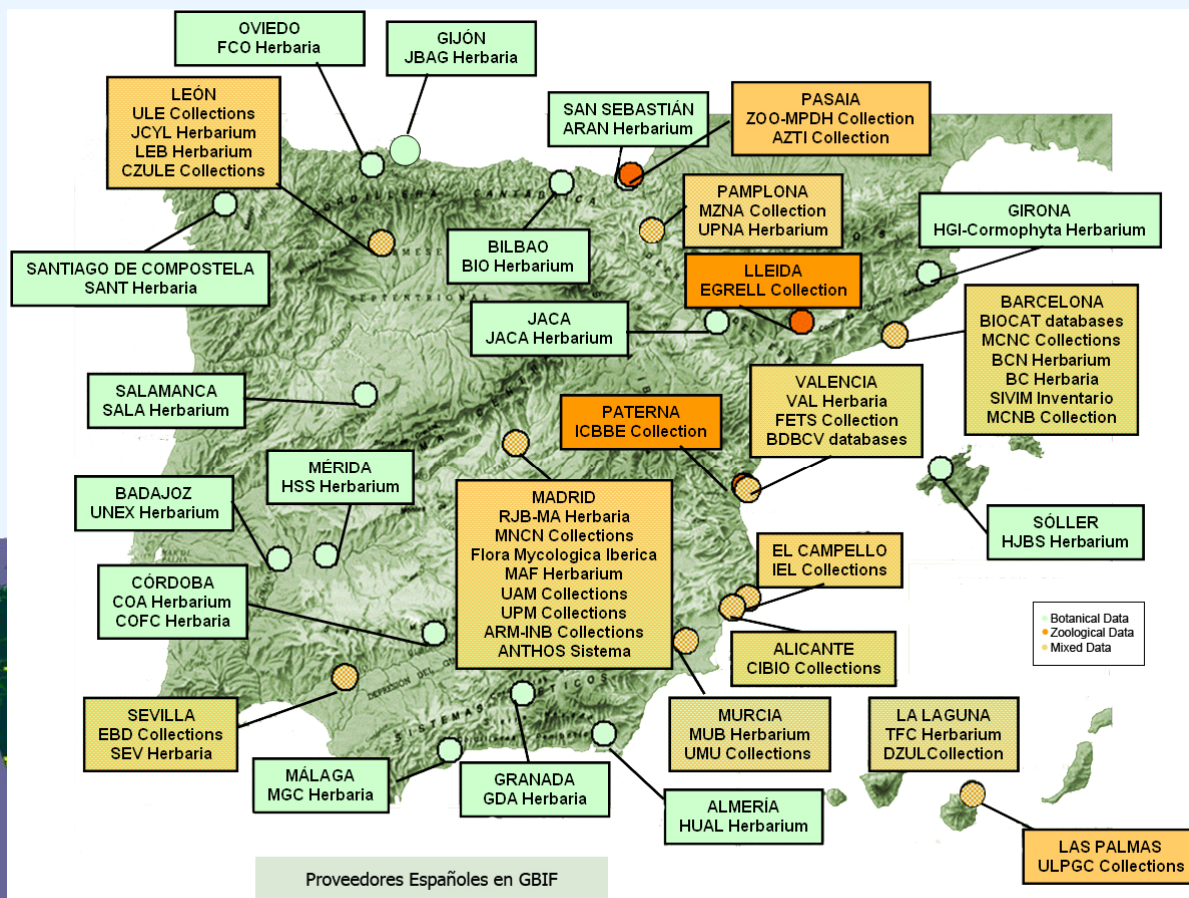 OVIEDO
FCO Herbaria
GIJÓN
JBAG Herbaria
LEÓN
ULE Collections
JCYL Herbarium
LEB Herbarium
CZULE Collections
SAN SEBASTIÁN
ARAN Herbarium
PASAIA
ZOO-MPDH Collection
AZTI Collection
PAMPLONA
MZNA Collection
UPNA Herbarium
GIRONA
HGI-Cormophyta Herbarium
SANTIAGO DE COMPOSTELA
SANT Herbaria
BILBAO
BIO Herbarium
LLEIDA
EGRELL Collection
JACA
JACA Herbarium
BARCELONA
BIOCAT databases
MCNC Collections
BCN Herbarium
BC Herbaria
SIVIM Inventario
MCNB Collection
SALAMANCA
SALA Herbarium
VALENCIA
VAL Herbaria
FETS Collection
BDBCV databases
PATERNA
ICBBE Collection
MÉRIDA
HSS Herbarium
BADAJOZ
UNEX Herbarium
MADRID
RJB-MA Herbaria
MNCN Collections
Flora Mycologica Iberica
MAF Herbarium
UAM Collections
UPM Collections
ARM-INB Collections
ANTHOS Sistema
SÓLLER
HJBS Herbarium
EL CAMPELLO
IEL Collections
CÓRDOBA
COA Herbarium
COFC Herbaria
ALICANTE
CIBIO Collections
Botanical Data
Zoological Data
Mixed Data
SEVILLA
EBD Collections
SEV Herbaria
MURCIA
MUB Herbarium
UMU Collections
LA LAGUNA
TFC Herbarium
DZULCollection
MÁLAGA
MGC Herbaria
GRANADA
GDA Herbaria
ALMERÍA
HUAL Herbarium
LAS PALMAS
ULPGC Collections
Proveedores Españoles en GBIF
CORDILLERA CANTÁBRICA
SEPTENTRIONAL